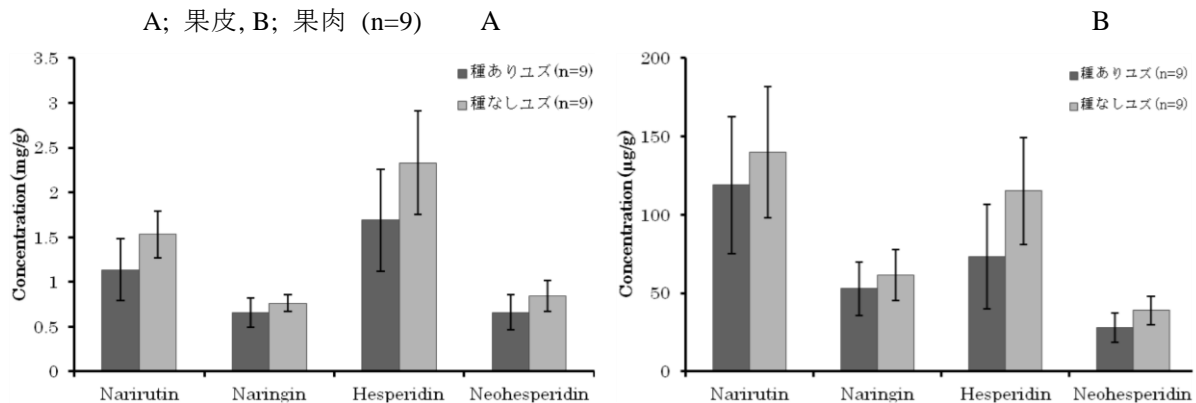 A; 果皮, B; 果肉 (n=9) A B
3.5
3
2.5
2
1.5
1
0.5
0
Concentration (mg/g)
種ありユズ(n=9)
種なしユズ(n=9)
Narirutin Naringin Hesperidin Neohesperidin
200
150
100
50
0
Concentration (μg/g)
種ありユズ(n=9)
種なしユズ(n=9)
Narirutin Naringin Hesperidin Neohesperidin